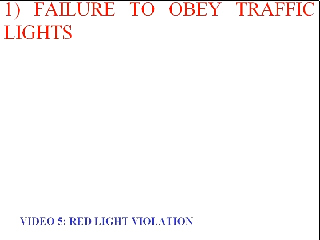 1) FAILURE TO OBEY TRAFFIC
LIGHTS
VIDEO 5: RED LIGHT VIOLATION